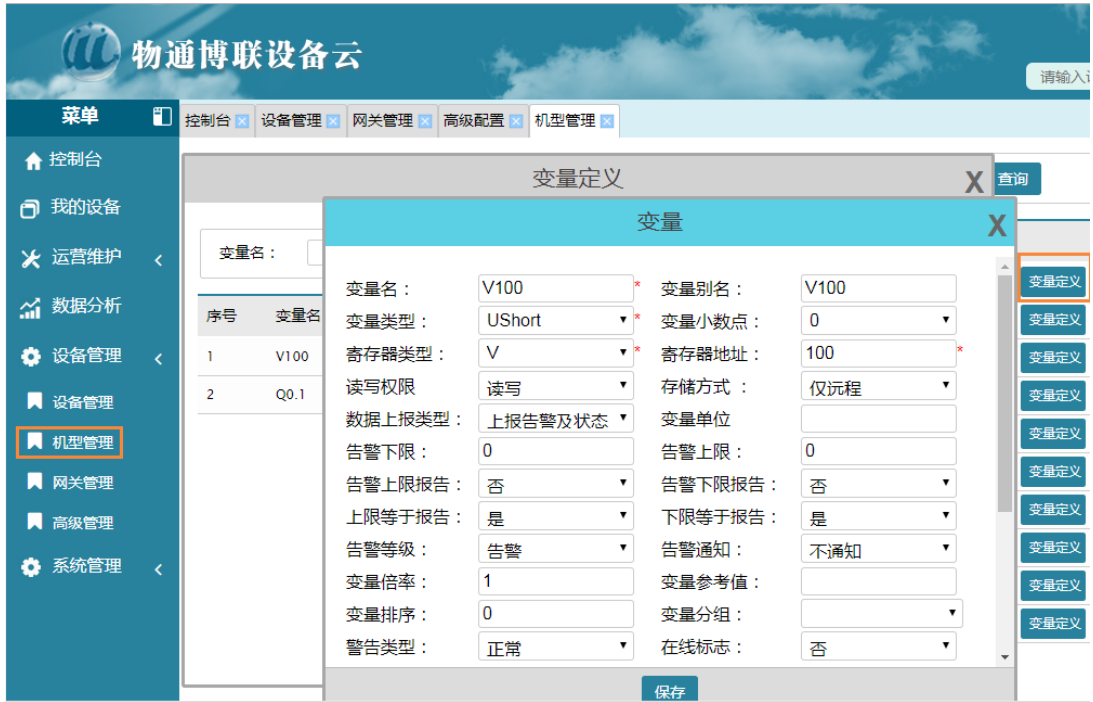 物通博联设备云
请输入
菜单
控制台 设备管理 网关管理 高级配置 机型管理
控制台
我的设备
运营维护
数据分析
设备管理
设备管理
机型管理
网关管理
高级管理
系统管理
变量定义 X 查询
变量名：
序号 变量名
1 V100
2 Q0.1
变量 X
变量名： V100 * 变量别名： V100
变量类型： UShort * 变量小数点： 0
寄存器类型： V * 寄存器地址： 100 *
读写权限 读写 存储方式 ： 仅远程
数据上报类型： 上报告警及状态 变量单位
告警下限： 0 告警上限： 0
告警上限报告： 否 告警下限报告： 否
上限等于报告： 是 下限等于报告： 是
告警等级： 告警 告警通知： 不通知
变量倍率： 1 变量参考值：
变量排序： 0 变量分组：
警告类型： 正常 在线标志： 否
保存
变量定义
变量定义
变量定义
变量定义
变量定义
变量定义
变量定义
变量定义
变量定义
变量定义